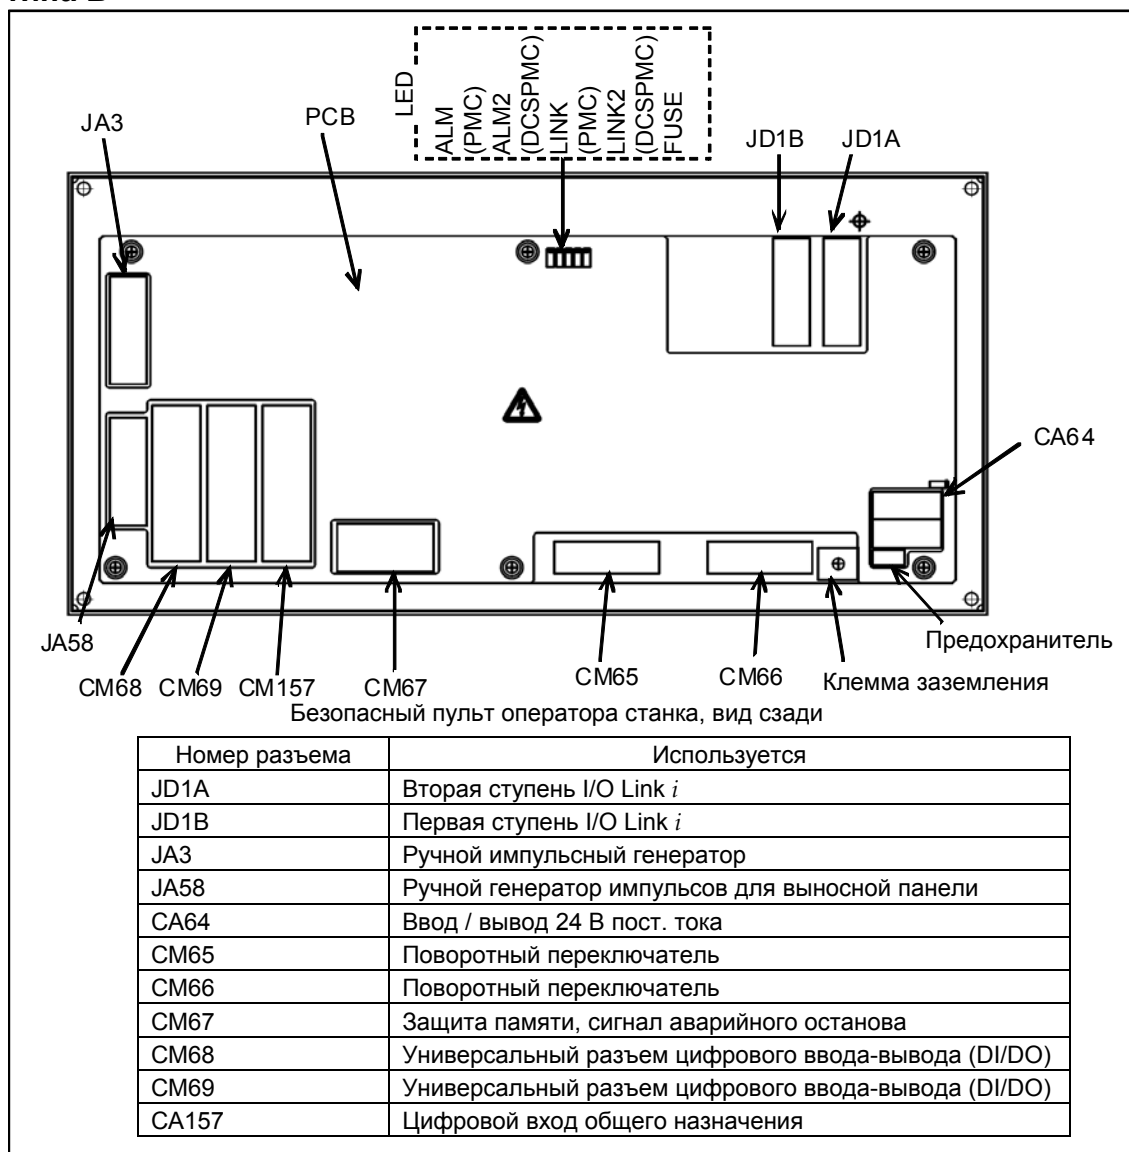 LED
ALM
(PMC)
ALM2
(DCSPMC)
LINK
(PMC)
LINK2
(DCSPMC)
FUSE
JA3
PCB
JD1B
JD1A
CA64
JA58
Предохранитель
CM68
CM69
CM157
CM67
CM65
CM66
Клемма заземления
Безопасный пульт оператора станка, вид сзади
Номер разъема Используется
JD1A Вторая ступень I/O Link i
JD1B Первая ступень I/O Link i
JA3 Ручной импульсный генератор
JA58 Ручной генератор импульсов для выносной панели
CA64 Ввод / вывод 24 В пост. тока
CM65 Поворотный переключатель
CM66 Поворотный переключатель
CM67 Защита памяти, сигнал аварийного останова
CM68 Универсальный разъем цифрового ввода-вывода (DI/DO)
CM69 Универсальный разъем цифрового ввода-вывода (DI/DO)
CA157 Цифровой вход общего назначения